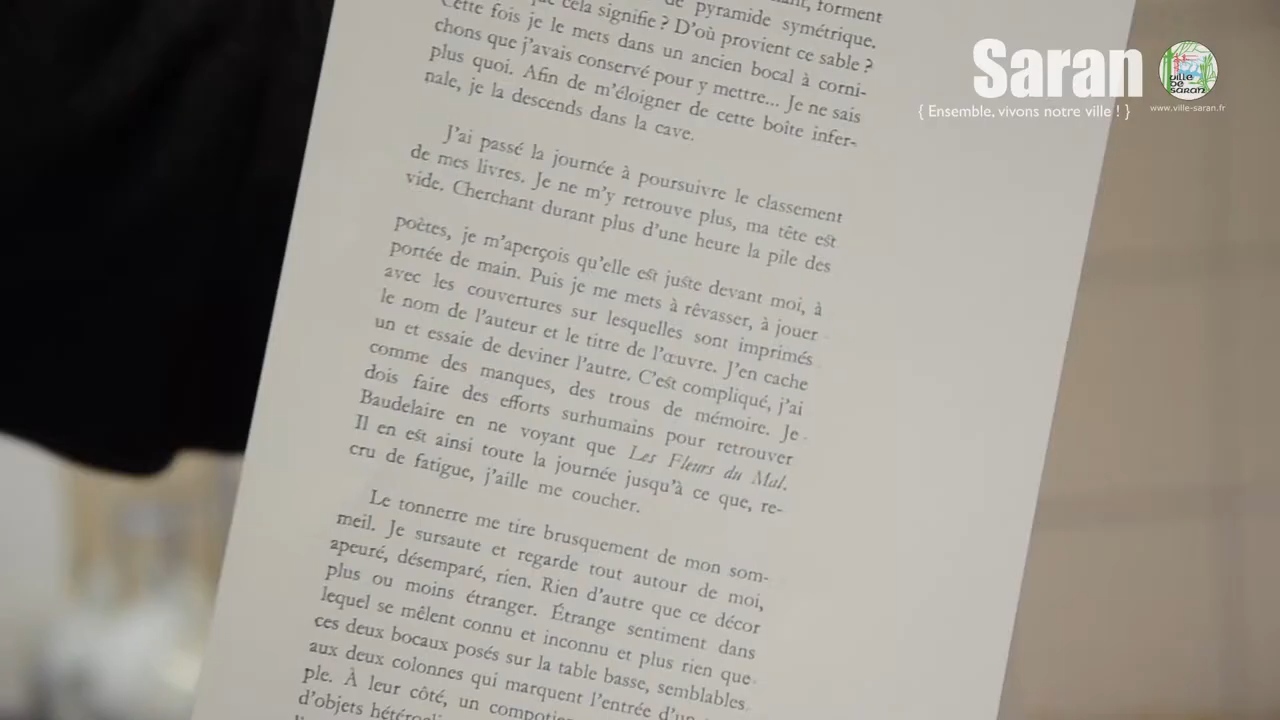 forment
pyramide symétrique.
cela signifie ? D'où provient ce sable ?
Cette fois je le mets dans un ancien bocal à corni-
chons que j'avais conservé pour y mettre... Je ne sais
plus quoi. Afin de m'éloigner de cette boîte infer-
nale, je la descends dans la cave.
J'ai passé la journée à poursuivre le classement
de mes livres. Je ne m'y retrouve plus, ma tête est
vide. Cherchant durant plus d'une heure la pile des
poètes, je m'aperçois qu'elle est juste devant moi, à
portée de main. Puis je me mets à rêvasser, à jouer
avec les couvertures sur lesquelles sont imprimés
le nom de l'auteur et le titre de l'œuvre. J'en cache
un et essaie de deviner l'autre. C'est compliqué, j'ai
comme des manques, des trous de mémoire. Je
dois faire des efforts surhumains pour retrouver
Baudelaire en ne voyant que Les Fleurs du Mal.
Il en est ainsi toute la journée jusqu'à ce que, re-
cru de fatigue, j'aille me coucher.
Le tonnerre me tire brusquement de mon som-
meil. Je sursaute et regarde tout autour de moi,
apeuré, désemparé, rien. Rien d'autre que ce décor
plus ou moins étranger. Étrange sentiment dans
lequel se mêlent connu et inconnu et plus rien que
ces deux bocaux posés sur la table basse, semblables
aux deux colonnes qui marquent l'entrée d'un
ple. À leur côté, un
d'objets
Saran
{ Ensemble, vivons notre ville ! }
ville
de
saran
www.ville-saran.fr